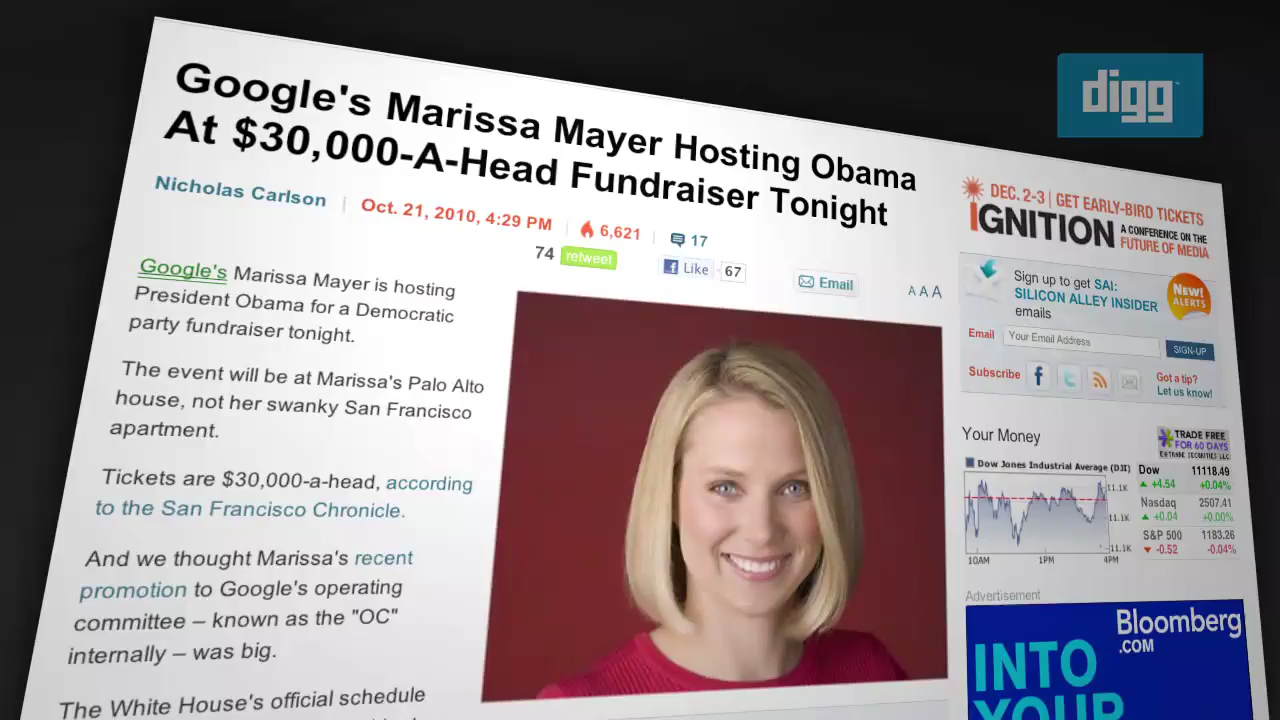 digg
Google's Marissa Mayer Hosting Obama
At $30,000-A-Head Fundraiser Tonight
Nicholas Carlson | Oct. 21, 2010, 4:29 PM | 6,621 | 17
74 retweet
Like 67
Email
A A A
Google's Marissa Mayer is hosting
President Obama for a Democratic
party fundraiser tonight.
The event will be at Marissa's Palo Alto
house, not her swanky San Francisco
apartment.
Tickets are $30,000-a-head, according
to the San Francisco Chronicle.
And we thought Marissa's recent
promotion to Google's operating
committee – known as the "OC"
internally – was big.
The White House's official schedule
DEC. 2-3 | GET EARLY-BIRD TICKETS
IGNITION
A CONFERENCE ON THE
FUTURE OF MEDIA
Sign up to get SAI:
SILICON ALLEY INSIDER
emails
NEW!
ALERTS
Email
Your Email Address
SIGN-UP
Subscribe
Got a tip?
Let us know!
Your Money
TRADE FREE
FOR 60 DAYS
E*TRADE SECURITIES LLC
Dow Jones Industrial Average (DJI)
11.1K
11.1K
11.1K
10AM 1PM 4PM
Dow 11118.49
+4.54 +0.04%
Nasdaq 2507.41
+0.04 +0.00%
S&P 500 1183.26
-0.52 -0.04%
Advertisement
Bloomberg
.COM
INTO
YOUR